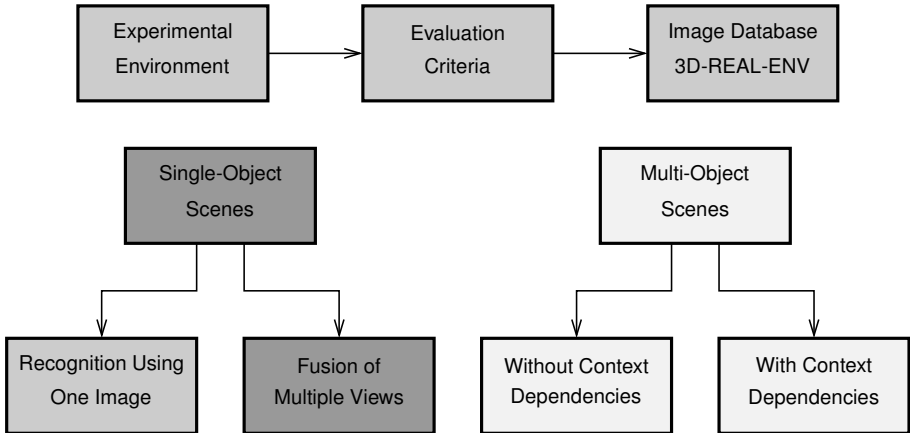 Experimental
Environment
Evaluation
Criteria
Image Database
3D-REAL-ENV
Single-Object
Scenes
Multi-Object
Scenes
Recognition Using
One Image
Fusion of
Multiple Views
Without Context
Dependencies
With Context
Dependencies